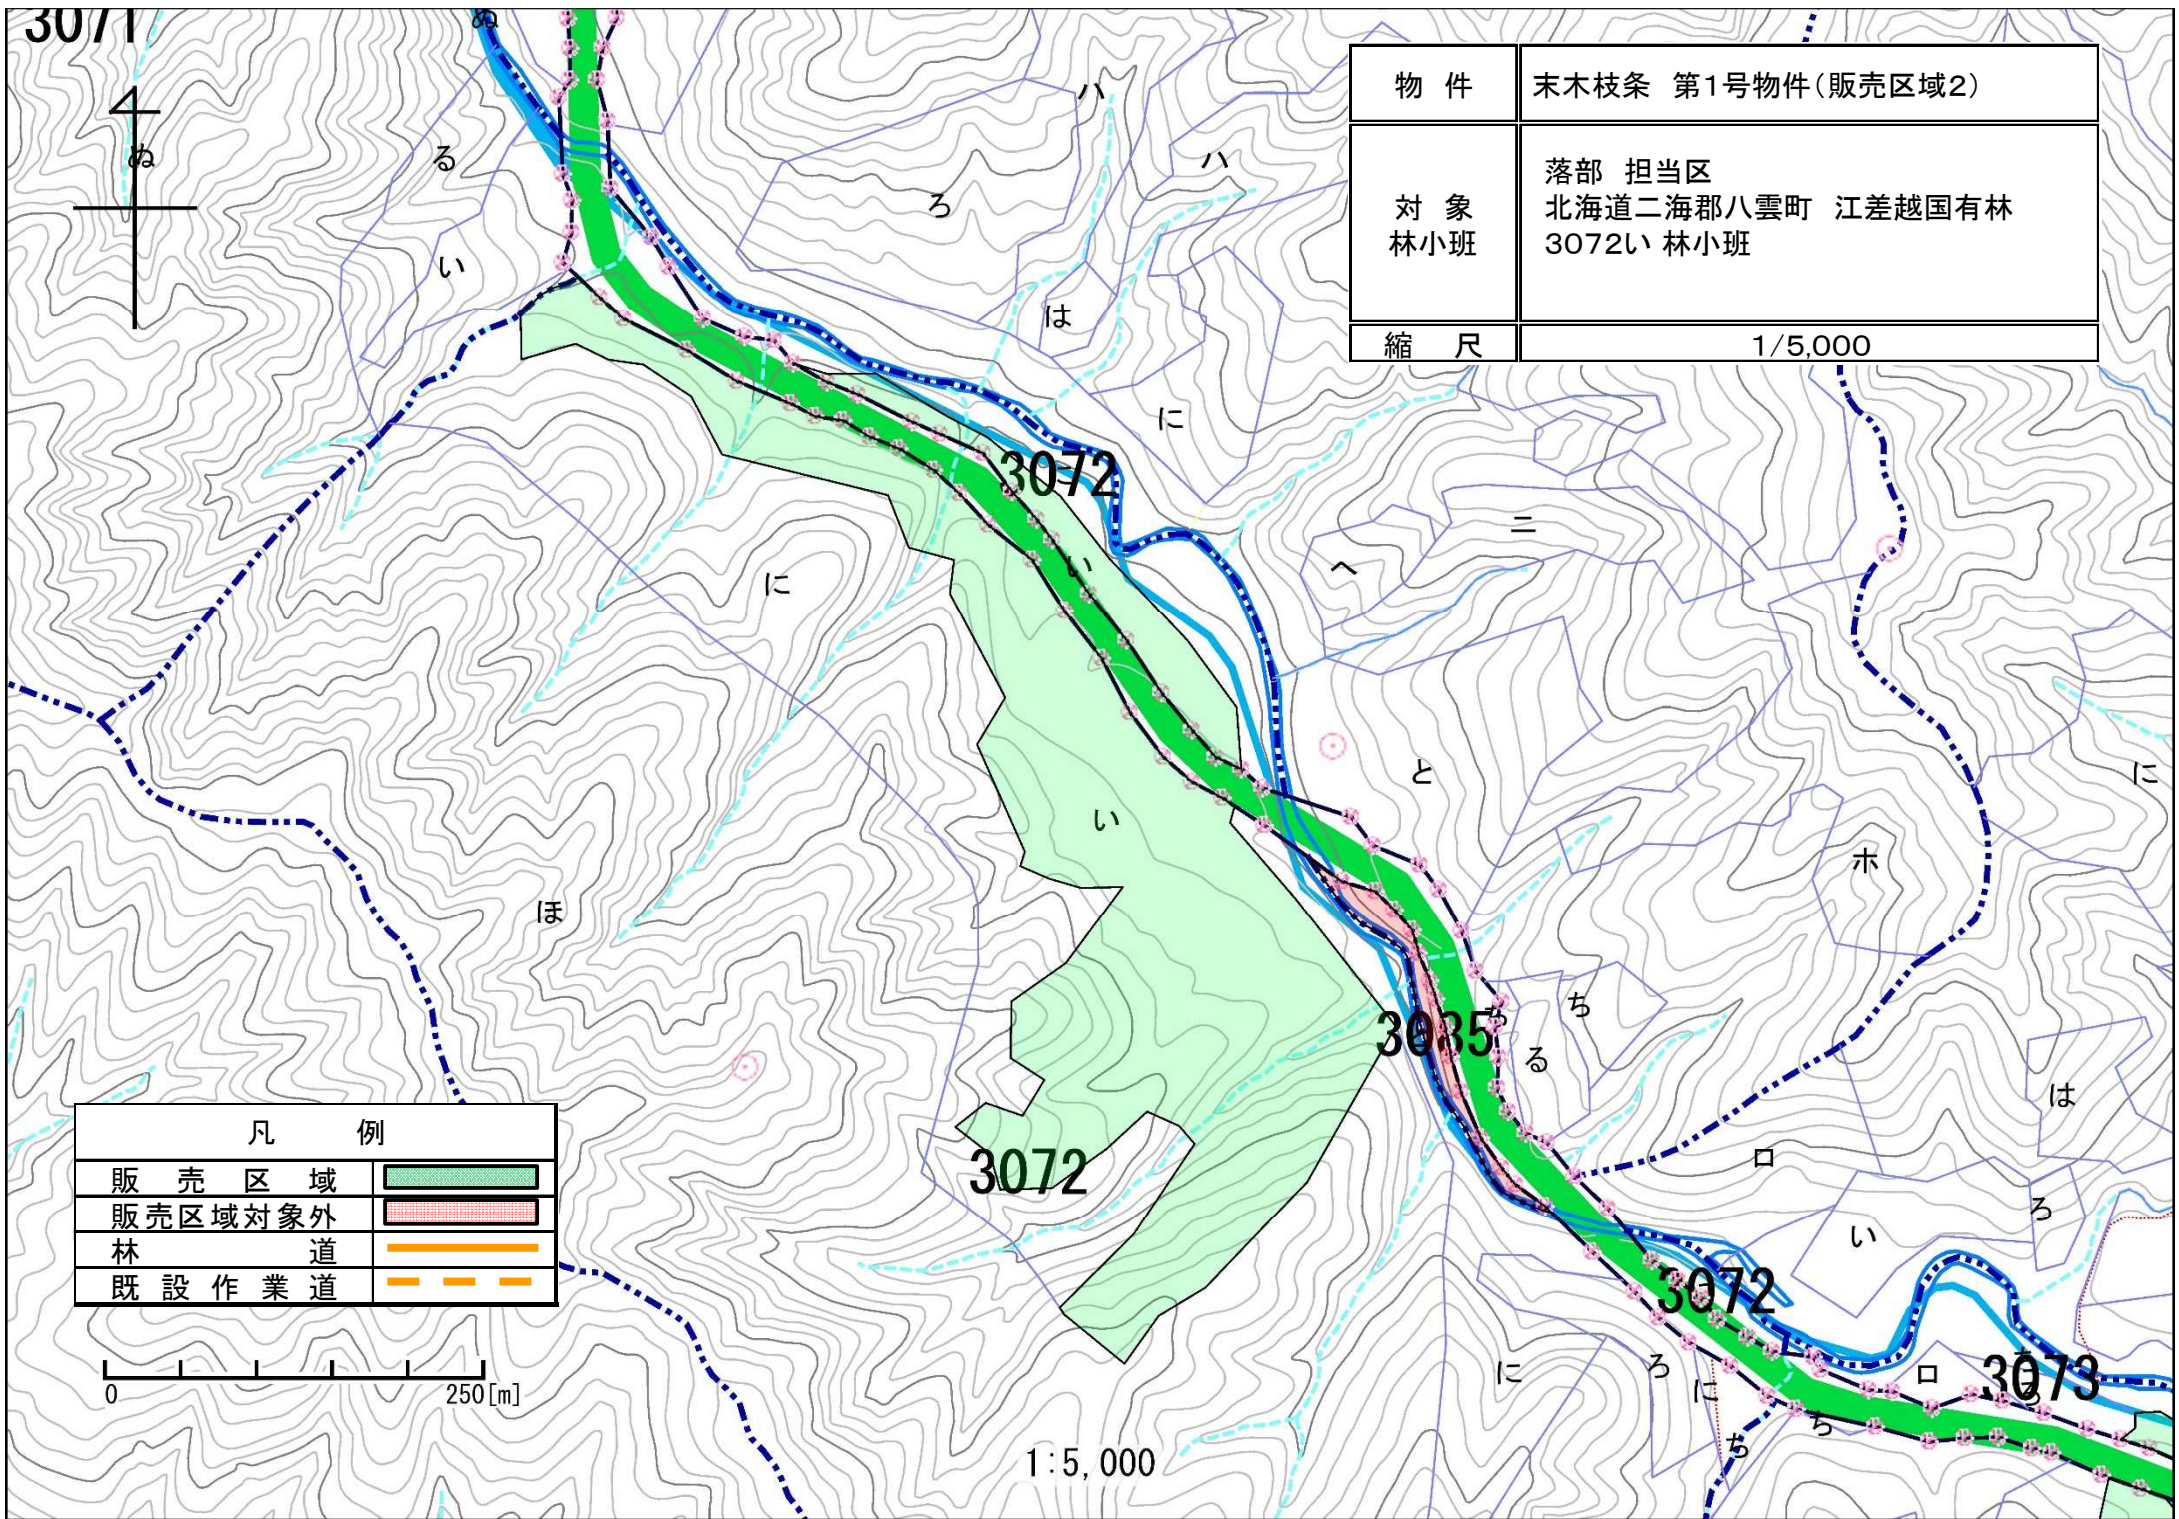 3071
物件 末木枝条 第1号物件(販売区域2)
対象林小班 落部 担当区
北海道二海郡八雲町 江差越国有林
3072い 林小班
縮尺 1/5,000
ぬ
ぬ
る
い
ハ
ハ
ろ
は
に
3072
い
に
ニ
へ
と
に
い
ホ
ほ
3035
ち
る
は
3072
ロ
ろ
い
3072
に
ろ
に
ち
ち
ロ
3073
凡例
販売区域
販売区域対象外
林道
既設作業道
0 250[m]
1:5,000